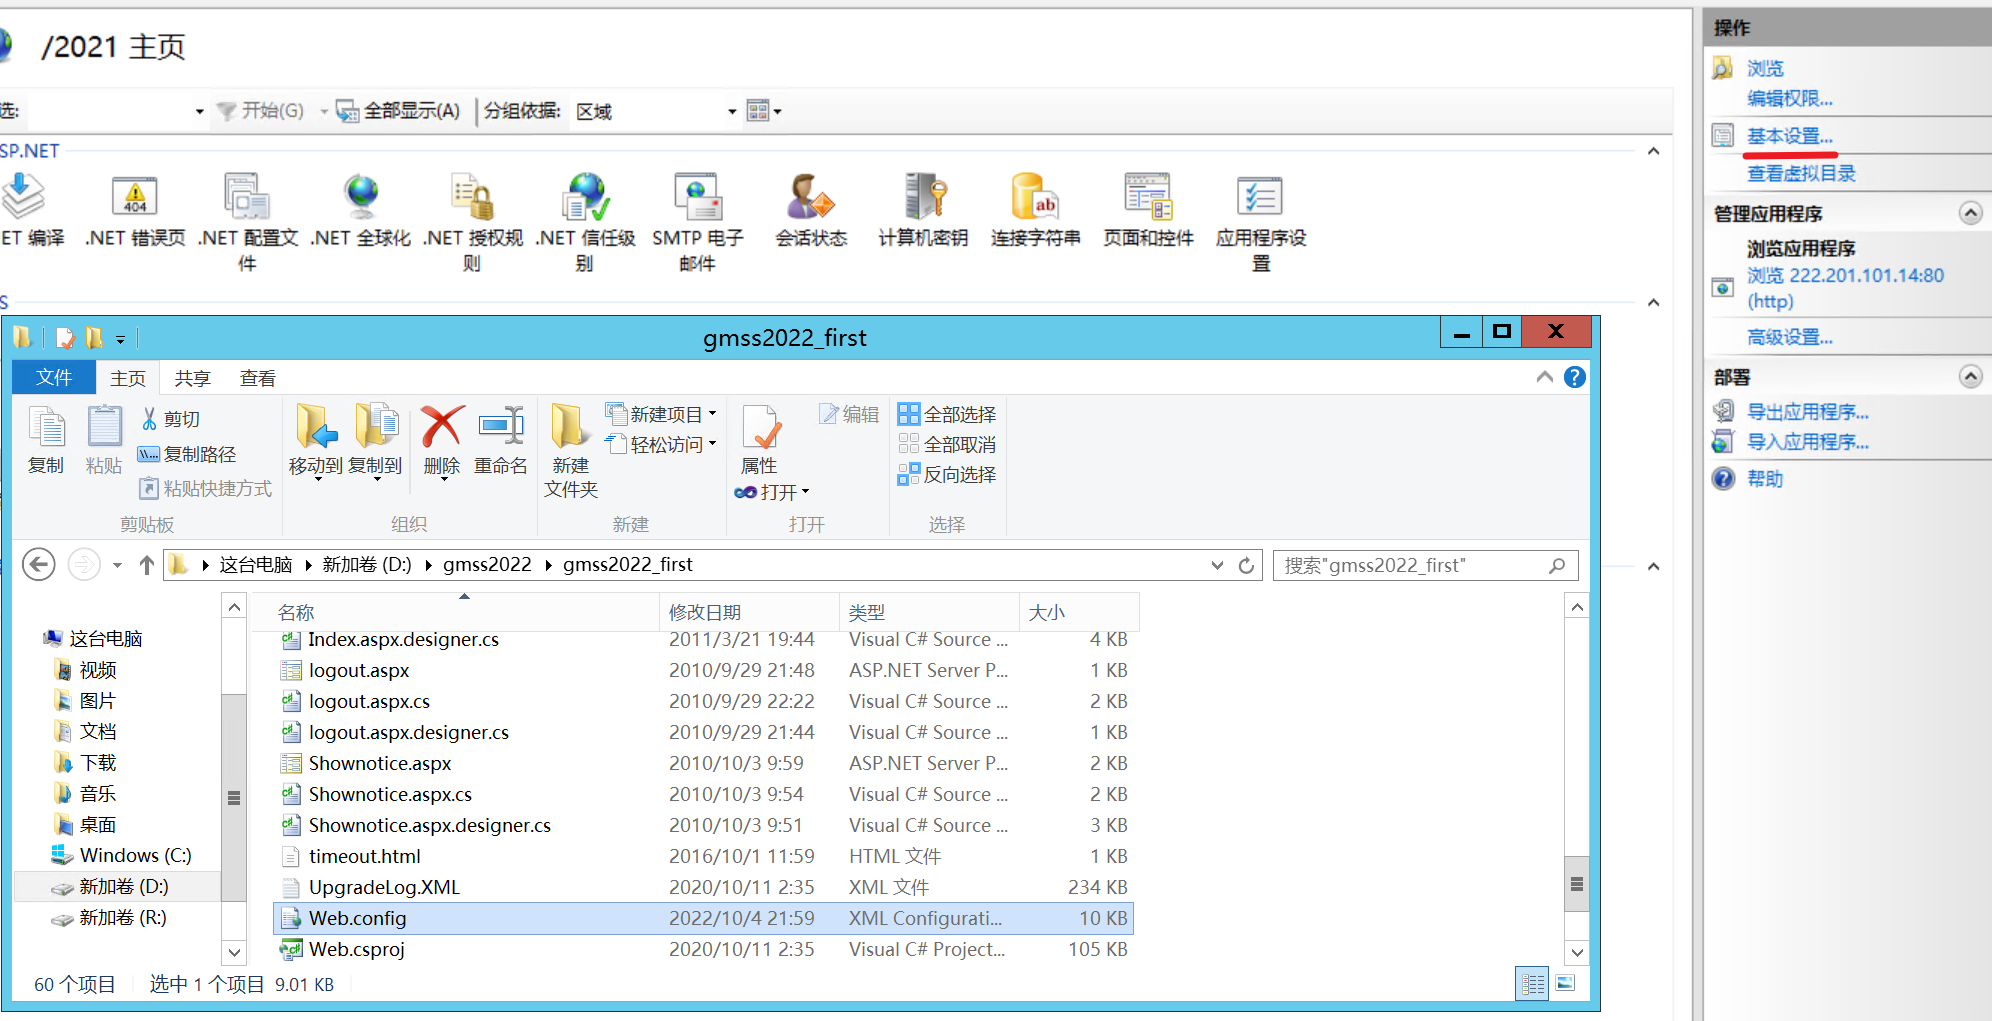 /2021 主页
选:
开始(G)
全部显示(A)
分组依据:
区域
SP.NET
ET 编译
.NET 错误页
.NET 配置文
件
.NET 全球化
.NET 授权规
则
.NET 信任级
别
SMTP 电子
邮件
会话状态
计算机密钥
连接字符串
页面和控件
应用程序设
置
404
ab
S
操作
浏览
编辑权限...
基本设置...
查看虚拟目录
管理应用程序
浏览应用程序
浏览 222.201.101.14:80
(http)
高级设置...
部署
导出应用程序...
导入应用程序...
帮助
gmss2022_first
文件
主页
共享
查看
复制
粘贴
剪切
复制路径
粘贴快捷方式
剪贴板
移动到
复制到
删除
重命名
组织
新建
文件夹
新建项目
轻松访问
新建
属性
打开
编辑
打开
全部选择
全部取消
反向选择
选择
这台电脑
新加卷 (D:)
gmss2022
gmss2022_first
搜索"gmss2022_first"
这台电脑
视频
图片
文档
下载
音乐
桌面
Windows (C:)
新加卷 (D:)
新加卷 (R:)
名称 修改日期 类型 大小
Index.aspx.designer.cs 2011/3/21 19:44 Visual C# Source ... 4 KB
logout.aspx 2010/9/29 21:48 ASP.NET Server P... 1 KB
logout.aspx.cs 2010/9/29 22:22 Visual C# Source ... 2 KB
logout.aspx.designer.cs 2010/9/29 21:44 Visual C# Source ... 1 KB
Shownotice.aspx 2010/10/3 9:59 ASP.NET Server P... 2 KB
Shownotice.aspx.cs 2010/10/3 9:54 Visual C# Source ... 2 KB
Shownotice.aspx.designer.cs 2010/10/3 9:51 Visual C# Source ... 3 KB
timeout.html 2016/10/1 11:59 HTML 文件 1 KB
UpgradeLog.XML 2020/10/11 2:35 XML 文件 234 KB
Web.config 2022/10/4 21:59 XML Configurati... 10 KB
Web.csproj 2020/10/11 2:35 Visual C# Project... 105 KB
60 个项目
选中 1 个项目 9.01 KB